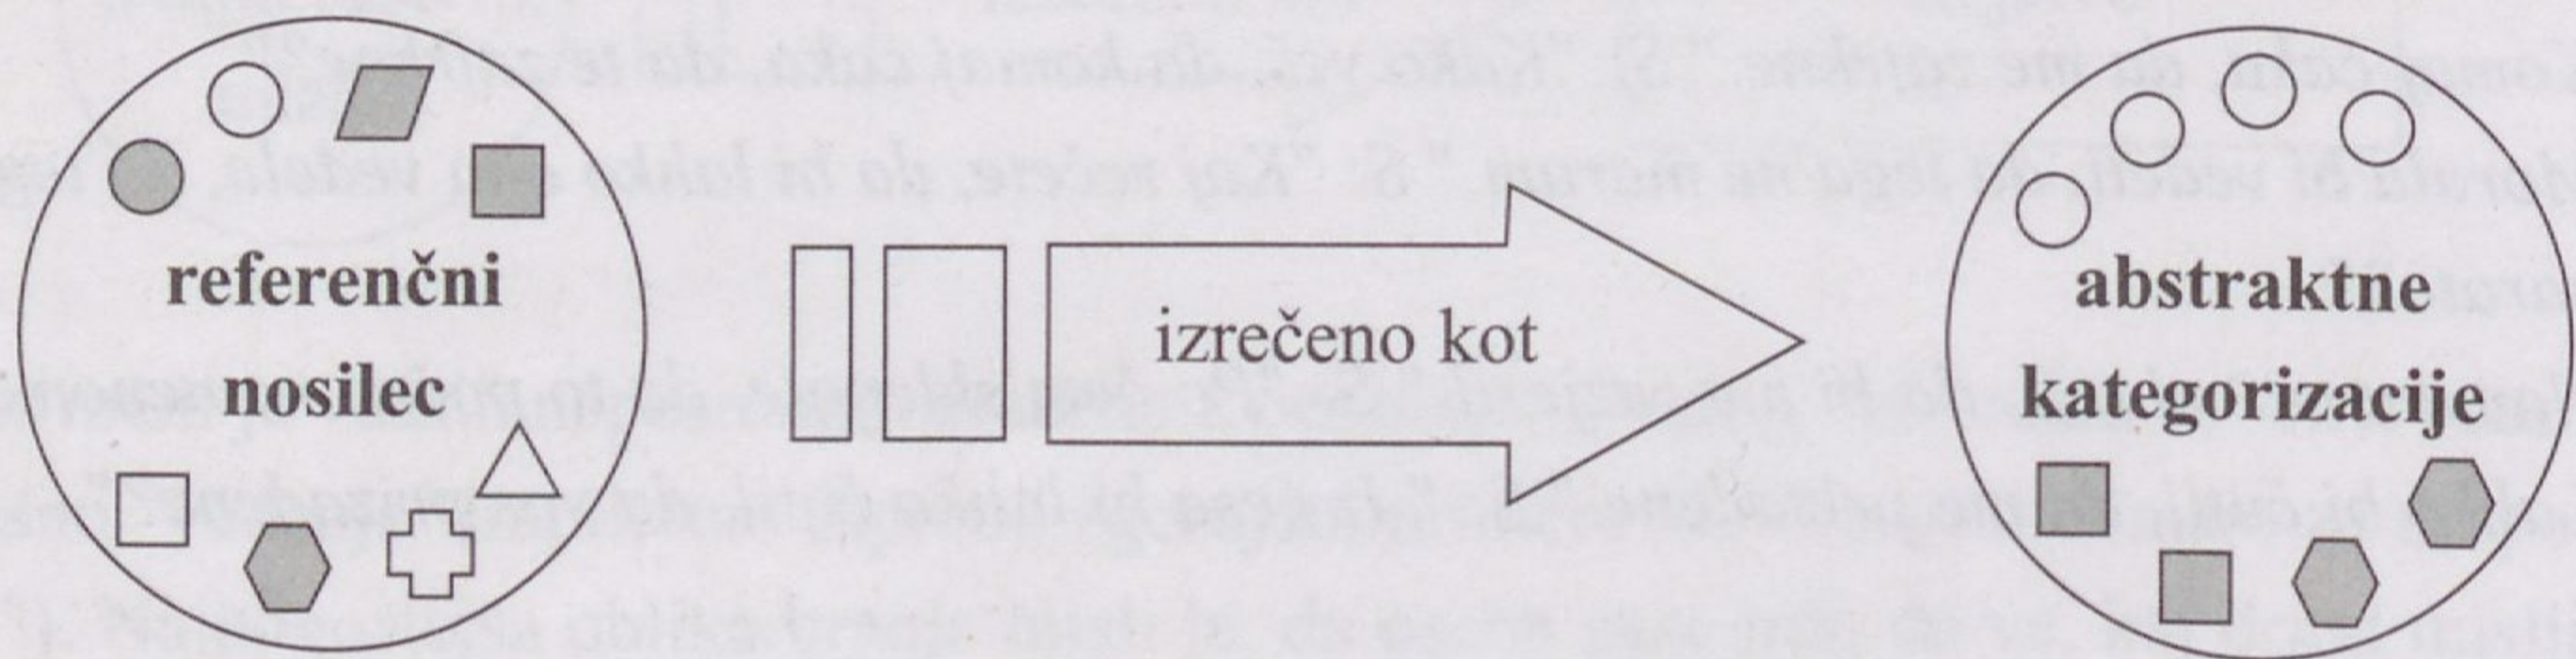 referenčni
nosilec
izrečeno kot
abstraktne
kategorizacije